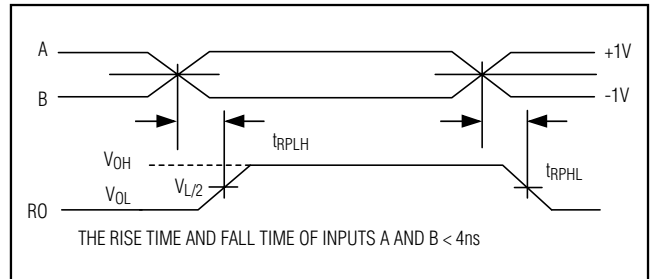 A
+1V
B
-1V
tRPLH
VOH
tRPHL
VL/2
VOL
RO
THE RISE TIME AND FALL TIME OF INPUTS A AND B < 4ns